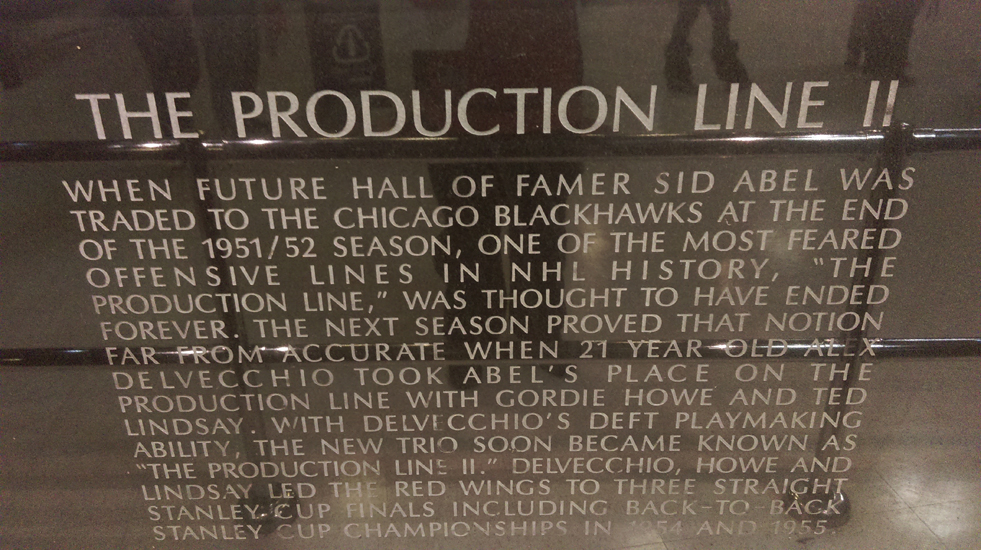 THE PRODUCTION LINE II
WHEN FUTURE HALL OF FAMER SID ABEL WAS
TRADED TO THE CHICAGO BLACKHAWKS AT THE END
OF THE 1951/52 SEASON, ONE OF THE MOST FEARED
OFFENSIVE LINES IN NHL HISTORY, "THE
PRODUCTION LINE," WAS THOUGHT TO HAVE ENDED
FOREVER. THE NEXT SEASON PROVED THAT NOTION
FAR FROM ACCURATE WHEN 21 YEAR OLD ALEX
DELVECCHIO TOOK ABEL'S PLACE ON THE
PRODUCTION LINE WITH GORDIE HOWE AND TED
LINDSAY. WITH DELVECCHIO'S DEFT PLAYMAKING
ABILITY, THE NEW TRIO SOON BECAME KNOWN AS
"THE PRODUCTION LINE II." DELVECCHIO, HOWE AND
LINDSAY LED THE RED WINGS TO THREE STRAIGHT
STANLEY CUP FINALS INCLUDING BACK-TO-BACK
STANLEY CUP CHAMPIONSHIPS IN 1954 AND 1955.